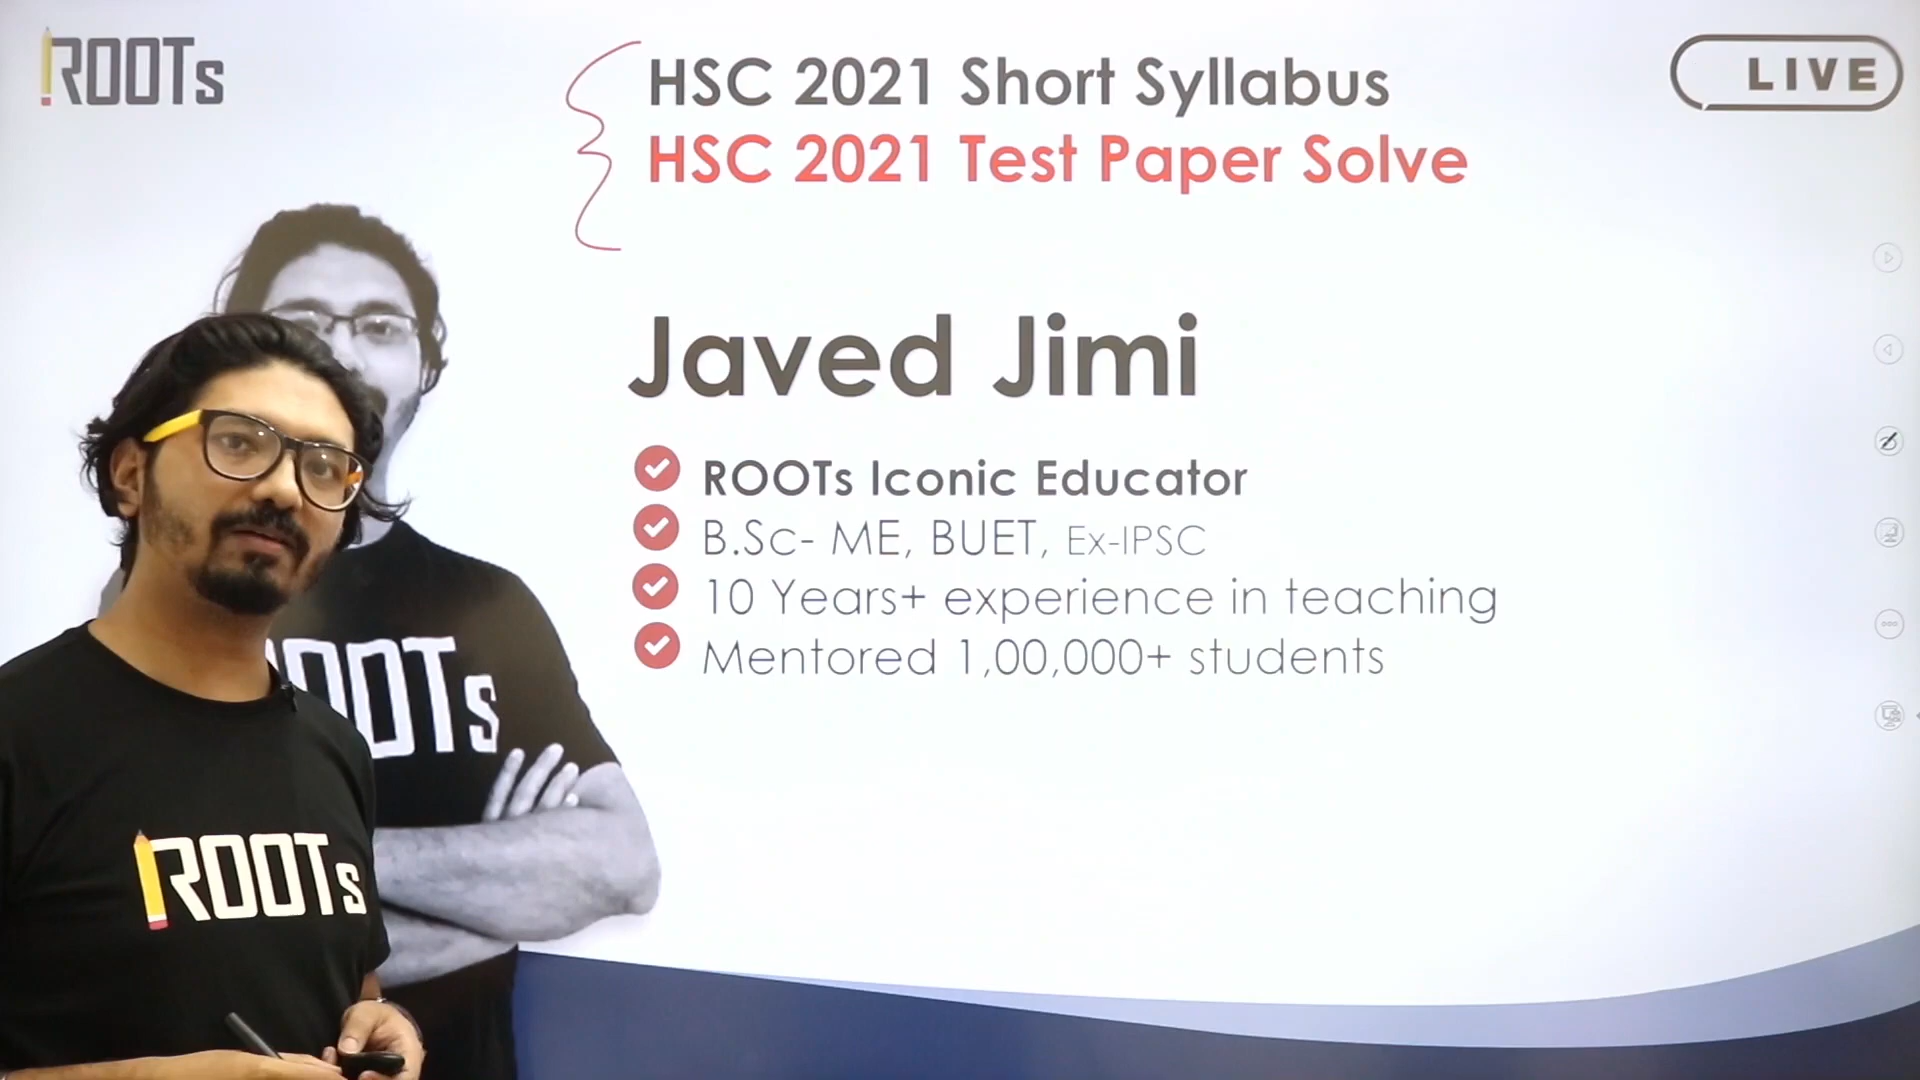 ROOTs
HSC 2021 Short Syllabus
HSC 2021 Test Paper Solve
LIVE
Javed Jimi
ROOTs Iconic Educator
B.Sc- ME, BUET, Ex-IPSC
10 Years+ experience in teaching
Mentored 1,00,000+ students
OOTs
ROOTs